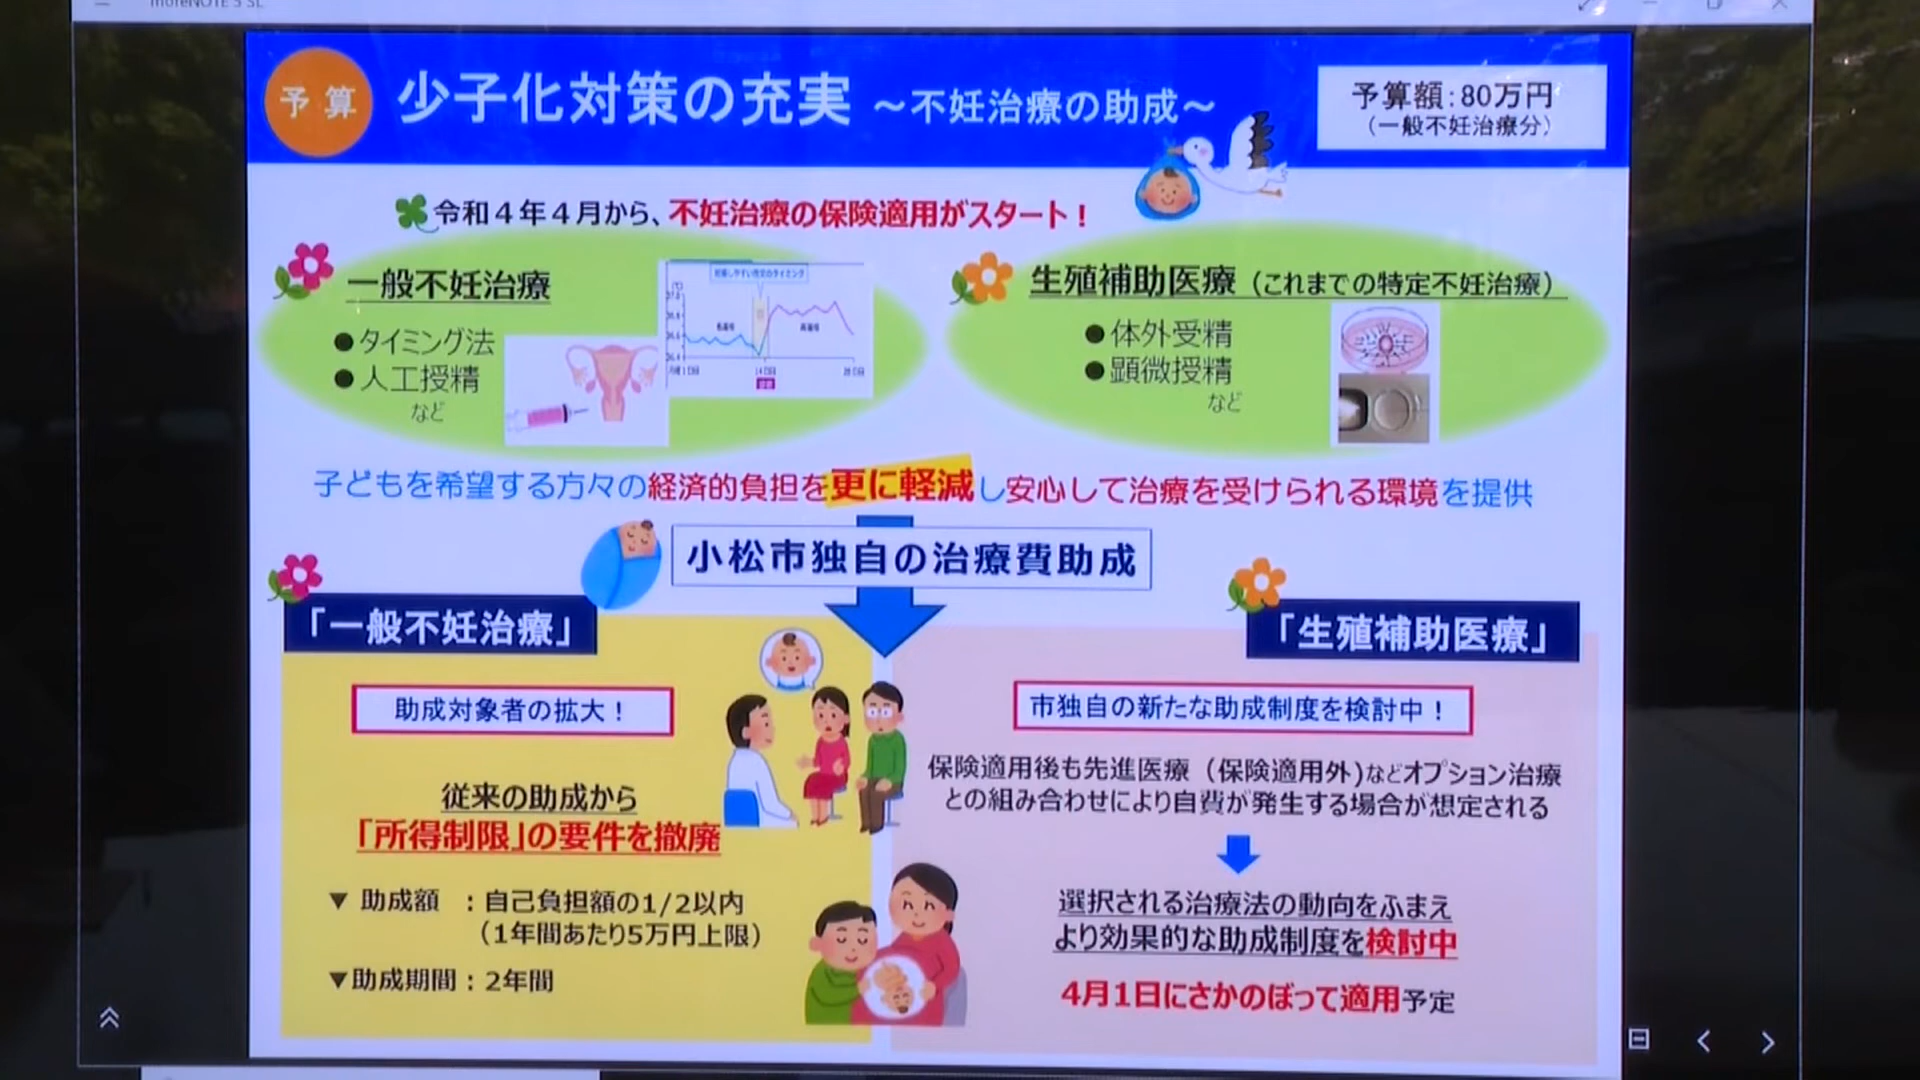 moreNOTE 5 SL
予算
少子化対策の充実 ～不妊治療の助成～
予算額：80万円
（一般不妊治療分）
令和４年４月から、不妊治療の保険適用がスタート！
一般不妊治療
●タイミング法
●人工授精
など
生殖補助医療（これまでの特定不妊治療）
●体外受精
●顕微授精
など
子どもを希望する方々の経済的負担を更に軽減し安心して治療を受けられる環境を提供
小松市独自の治療費助成
「一般不妊治療」
助成対象者の拡大！
従来の助成から
「所得制限」の要件を撤廃
▼ 助成額 ：自己負担額の1/2以内
（1年間あたり5万円上限）
▼助成期間：2年間
「生殖補助医療」
市独自の新たな助成制度を検討中！
保険適用後も先進医療（保険適用外)などオプション治療
との組み合わせにより自費が発生する場合が想定される
選択される治療法の動向をふまえ
より効果的な助成制度を検討中
4月1日にさかのぼって適用予定